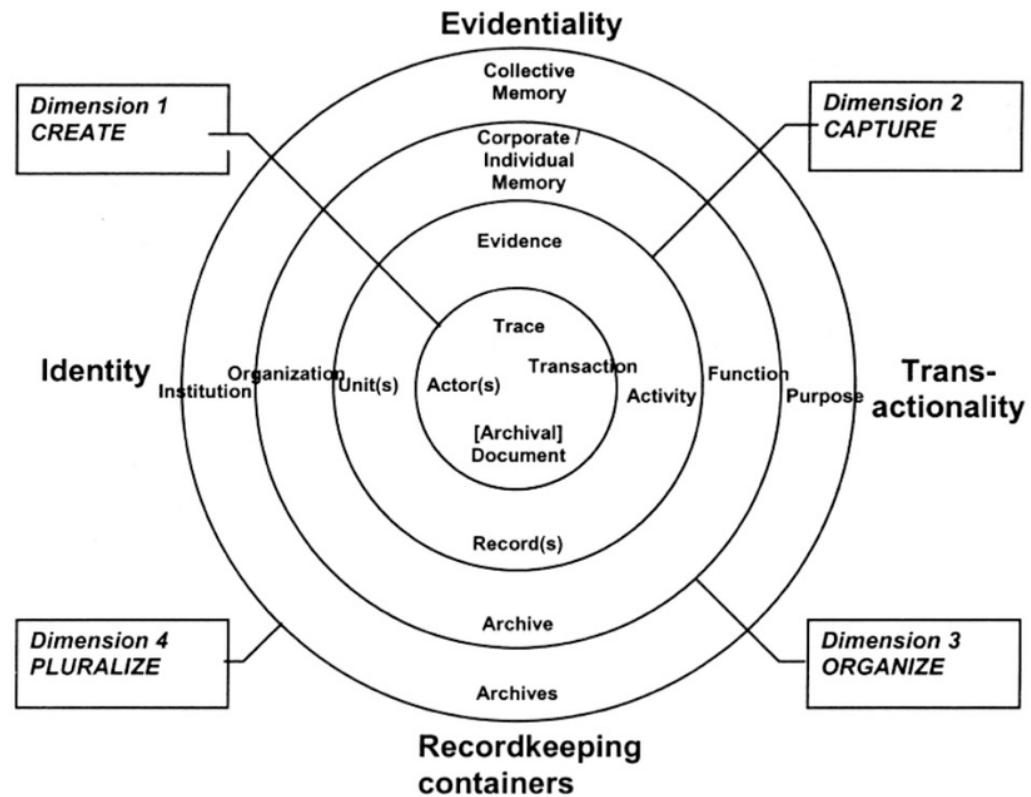 Evidentiality
Collective
Memory
Dimension 1
CREATE
Dimension 2
CAPTURE
Corporate /
Individual
Memory
Evidence
Trace
Identity
Institution
Organization
Unit(s)
Actor(s)
Transaction
Activity
Function
Purpose
Trans-
actionality
[Archival]
Document
Record(s)
Archive
Archives
Dimension 4
PLURALIZE
Dimension 3
ORGANIZE
Recordkeeping
containers